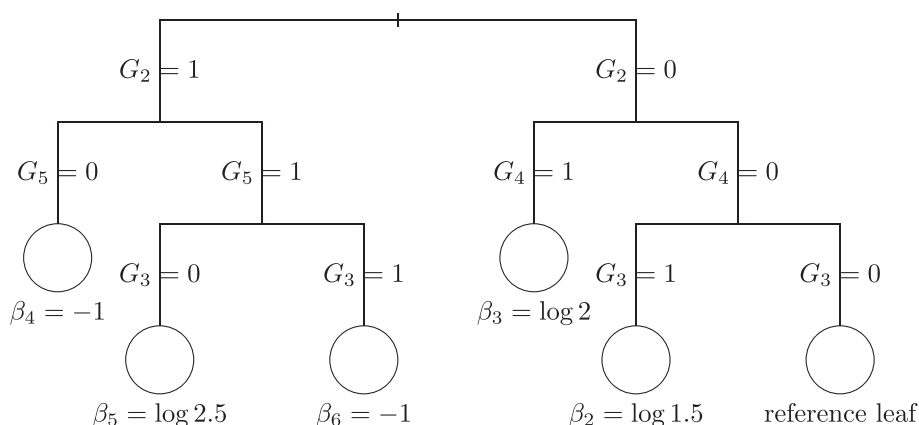 G₂ = 1 G₂ = 0
G₅ = 0 G₅ = 1 G₄ = 1 G₄ = 0
G₃ = 0 G₃ = 1 G₃ = 1 G₃ = 0
β₄ = −1 β₃ = log 2
β₅ = log 2.5 β₆ = −1 β₂ = log 1.5 reference leaf